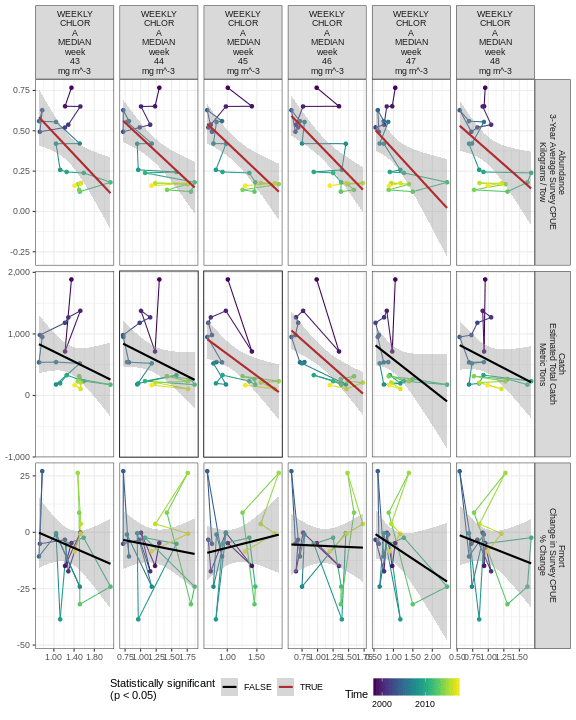 WEEKLY CHLOR A MEDIAN week 43 mg m^-3
WEEKLY CHLOR A MEDIAN week 44 mg m^-3
WEEKLY CHLOR A MEDIAN week 45 mg m^-3
WEEKLY CHLOR A MEDIAN week 46 mg m^-3
WEEKLY CHLOR A MEDIAN week 47 mg m^-3
WEEKLY CHLOR A MEDIAN week 48 mg m^-3
0.75
0.50
0.25
0.00
-0.25
Abundance
3-Year Average Survey CPUE
Kilograms / Tow
2,000
1,000
0
-1,000
Catch
Estimated Total Catch
Metric Tons
25
0
-25
-50
Fmort
Change in Survey CPUE
% Change
1.00 1.40 1.80
0.75 1.00 1.25 1.50 1.75
1.00 1.50
0.75 1.00 1.25 1.50 1.75
0.50 1.00 1.50 2.00
0.50 0.75 1.00 1.25 1.50
Statistically significant
(p < 0.05)
FALSE
TRUE
Time
2000 2010